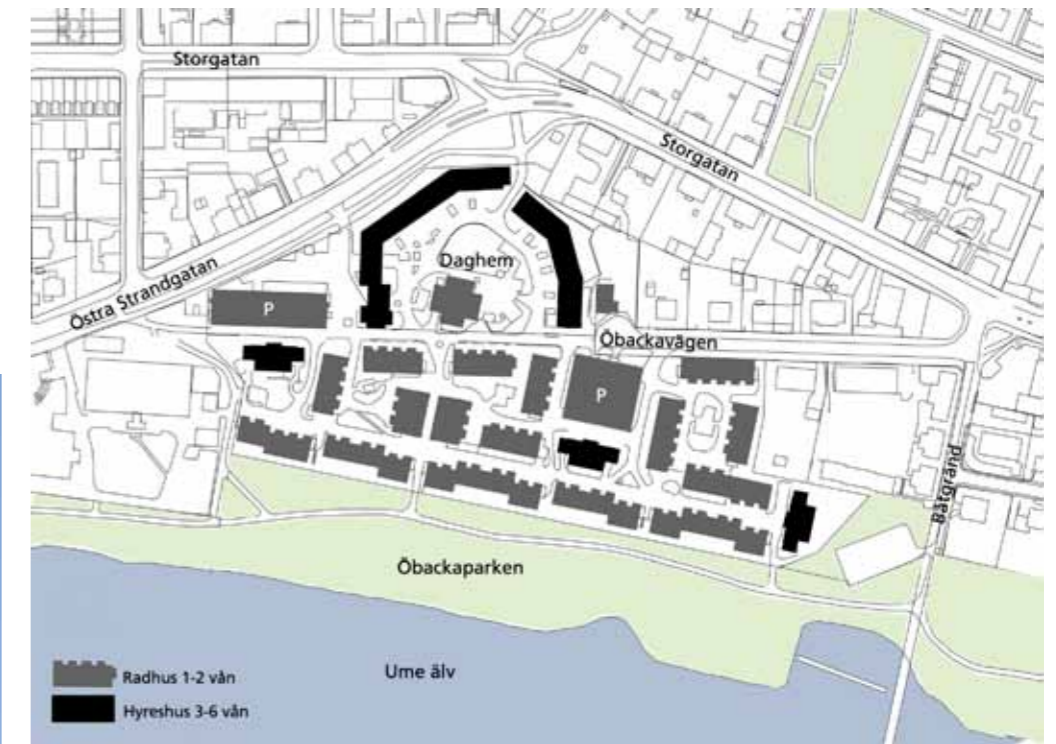 Storgatan
Storgatan
Östra Strandgatan
Daghem
P
Öbackavägen
P
Båtgränd
Öbackaparken
Ume älv
Radhus 1-2 vån
Hyreshus 3-6 vån